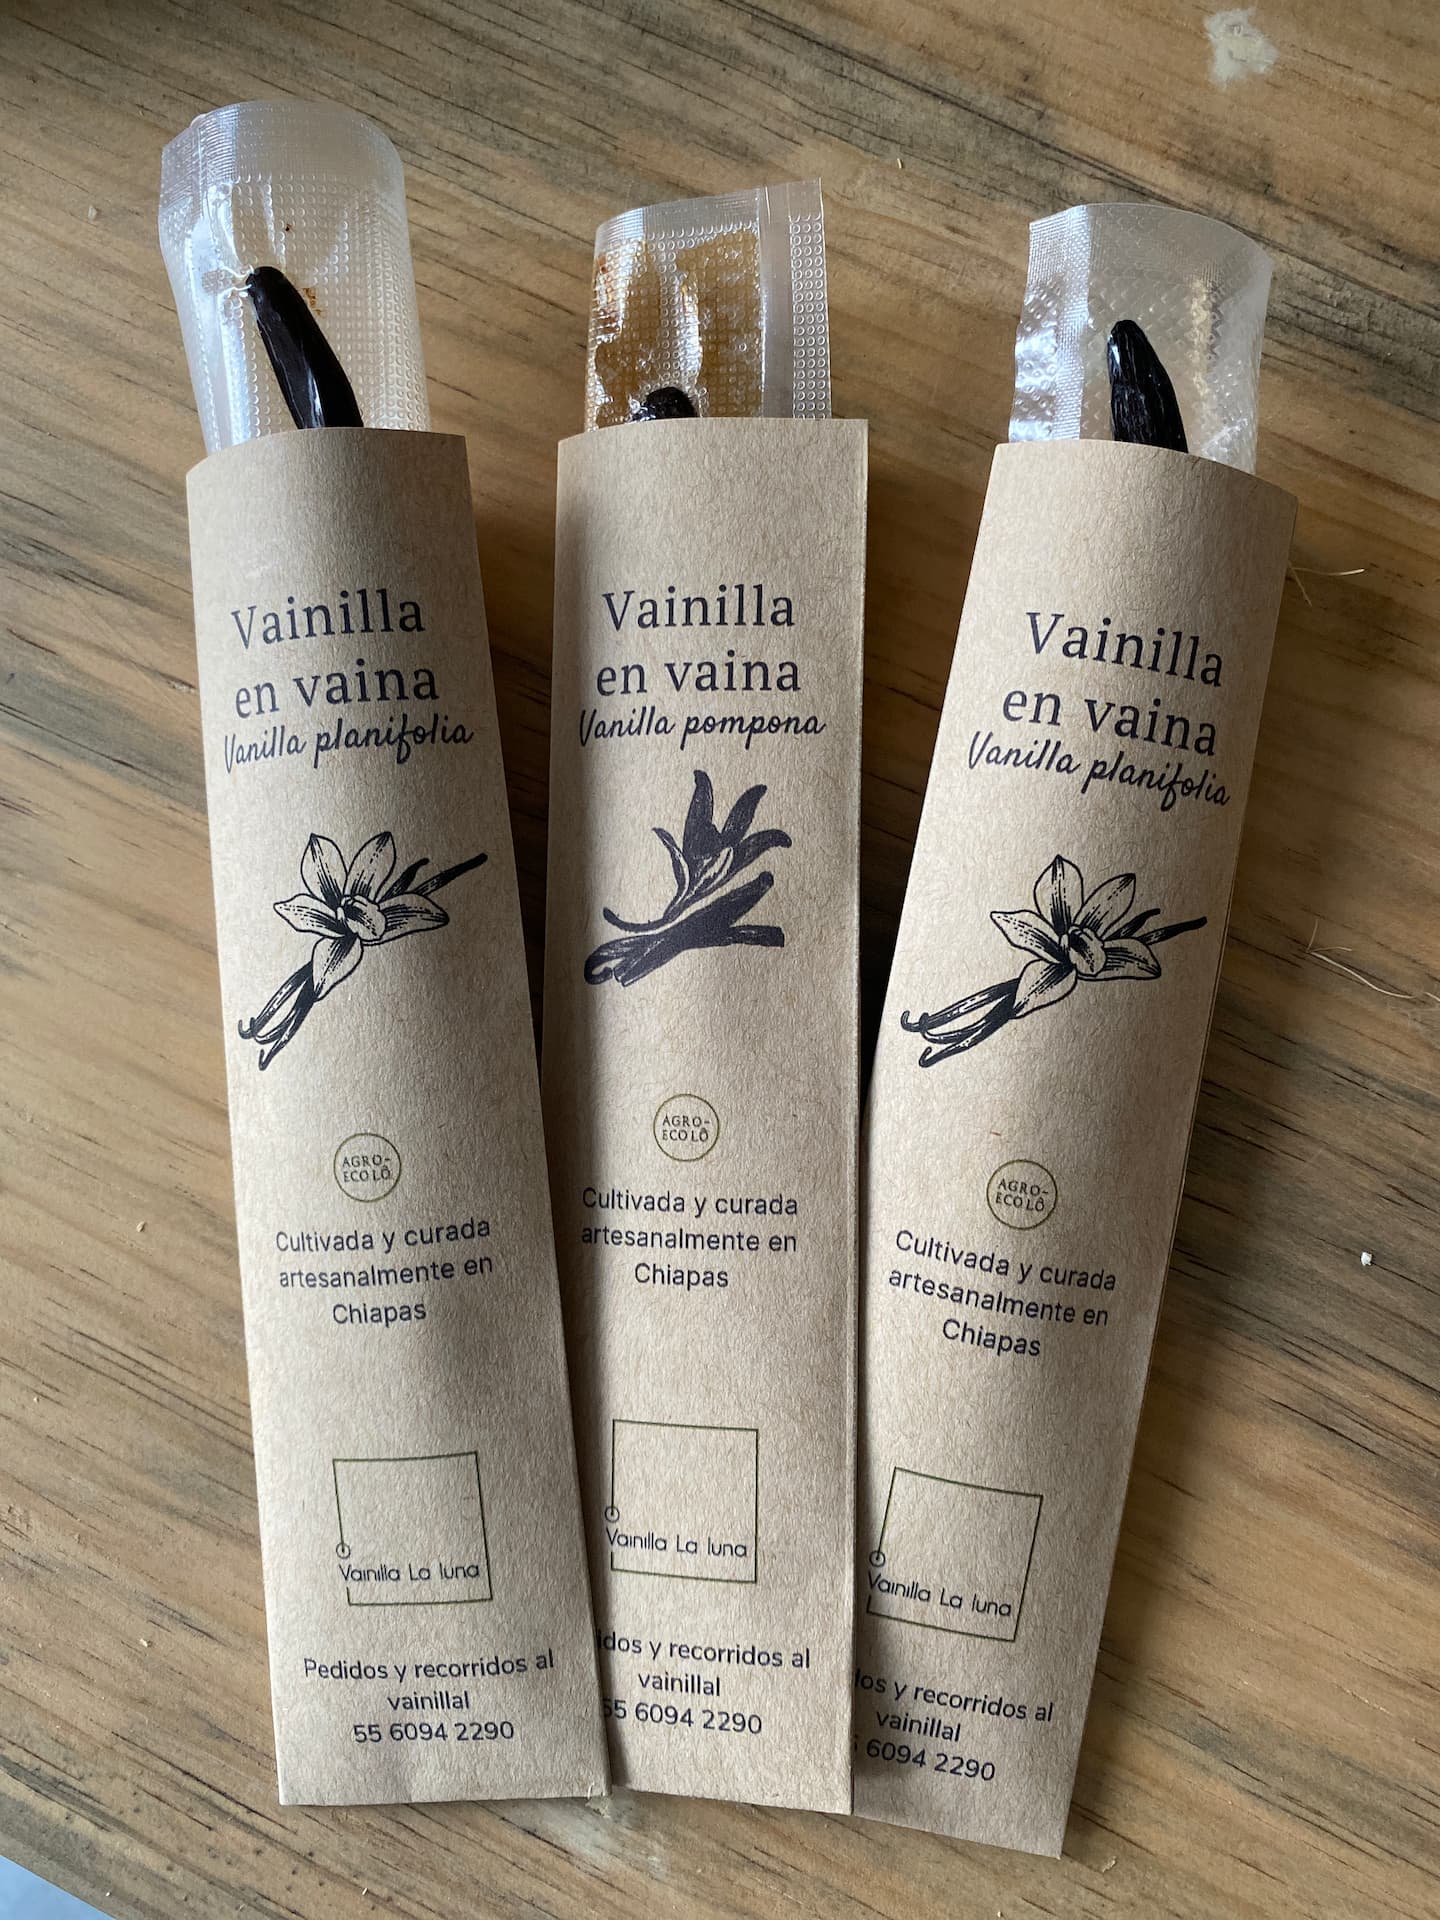 Vainilla
en vaina
Vanilla planifolia
AGRO-
ECOLÔ
Cultivada y curada
artesanalmente en
Chiapas
Vainilla La luna
Pedidos y recorridos al
vainillal
55 6094 2290
Vainilla
en vaina
Vanilla pompona
AGRO-
ECOLÔ
Cultivada y curada
artesanalmente en
Chiapas
Vainilla La luna
idos y recorridos al
vainillal
55 6094 2290
Vainilla
en vaina
Vanilla planifolia
AGRO-
ECOLÔ
Cultivada y curada
artesanalmente en
Chiapas
Vainilla La luna
los y recorridos al
vainillal
6094 2290